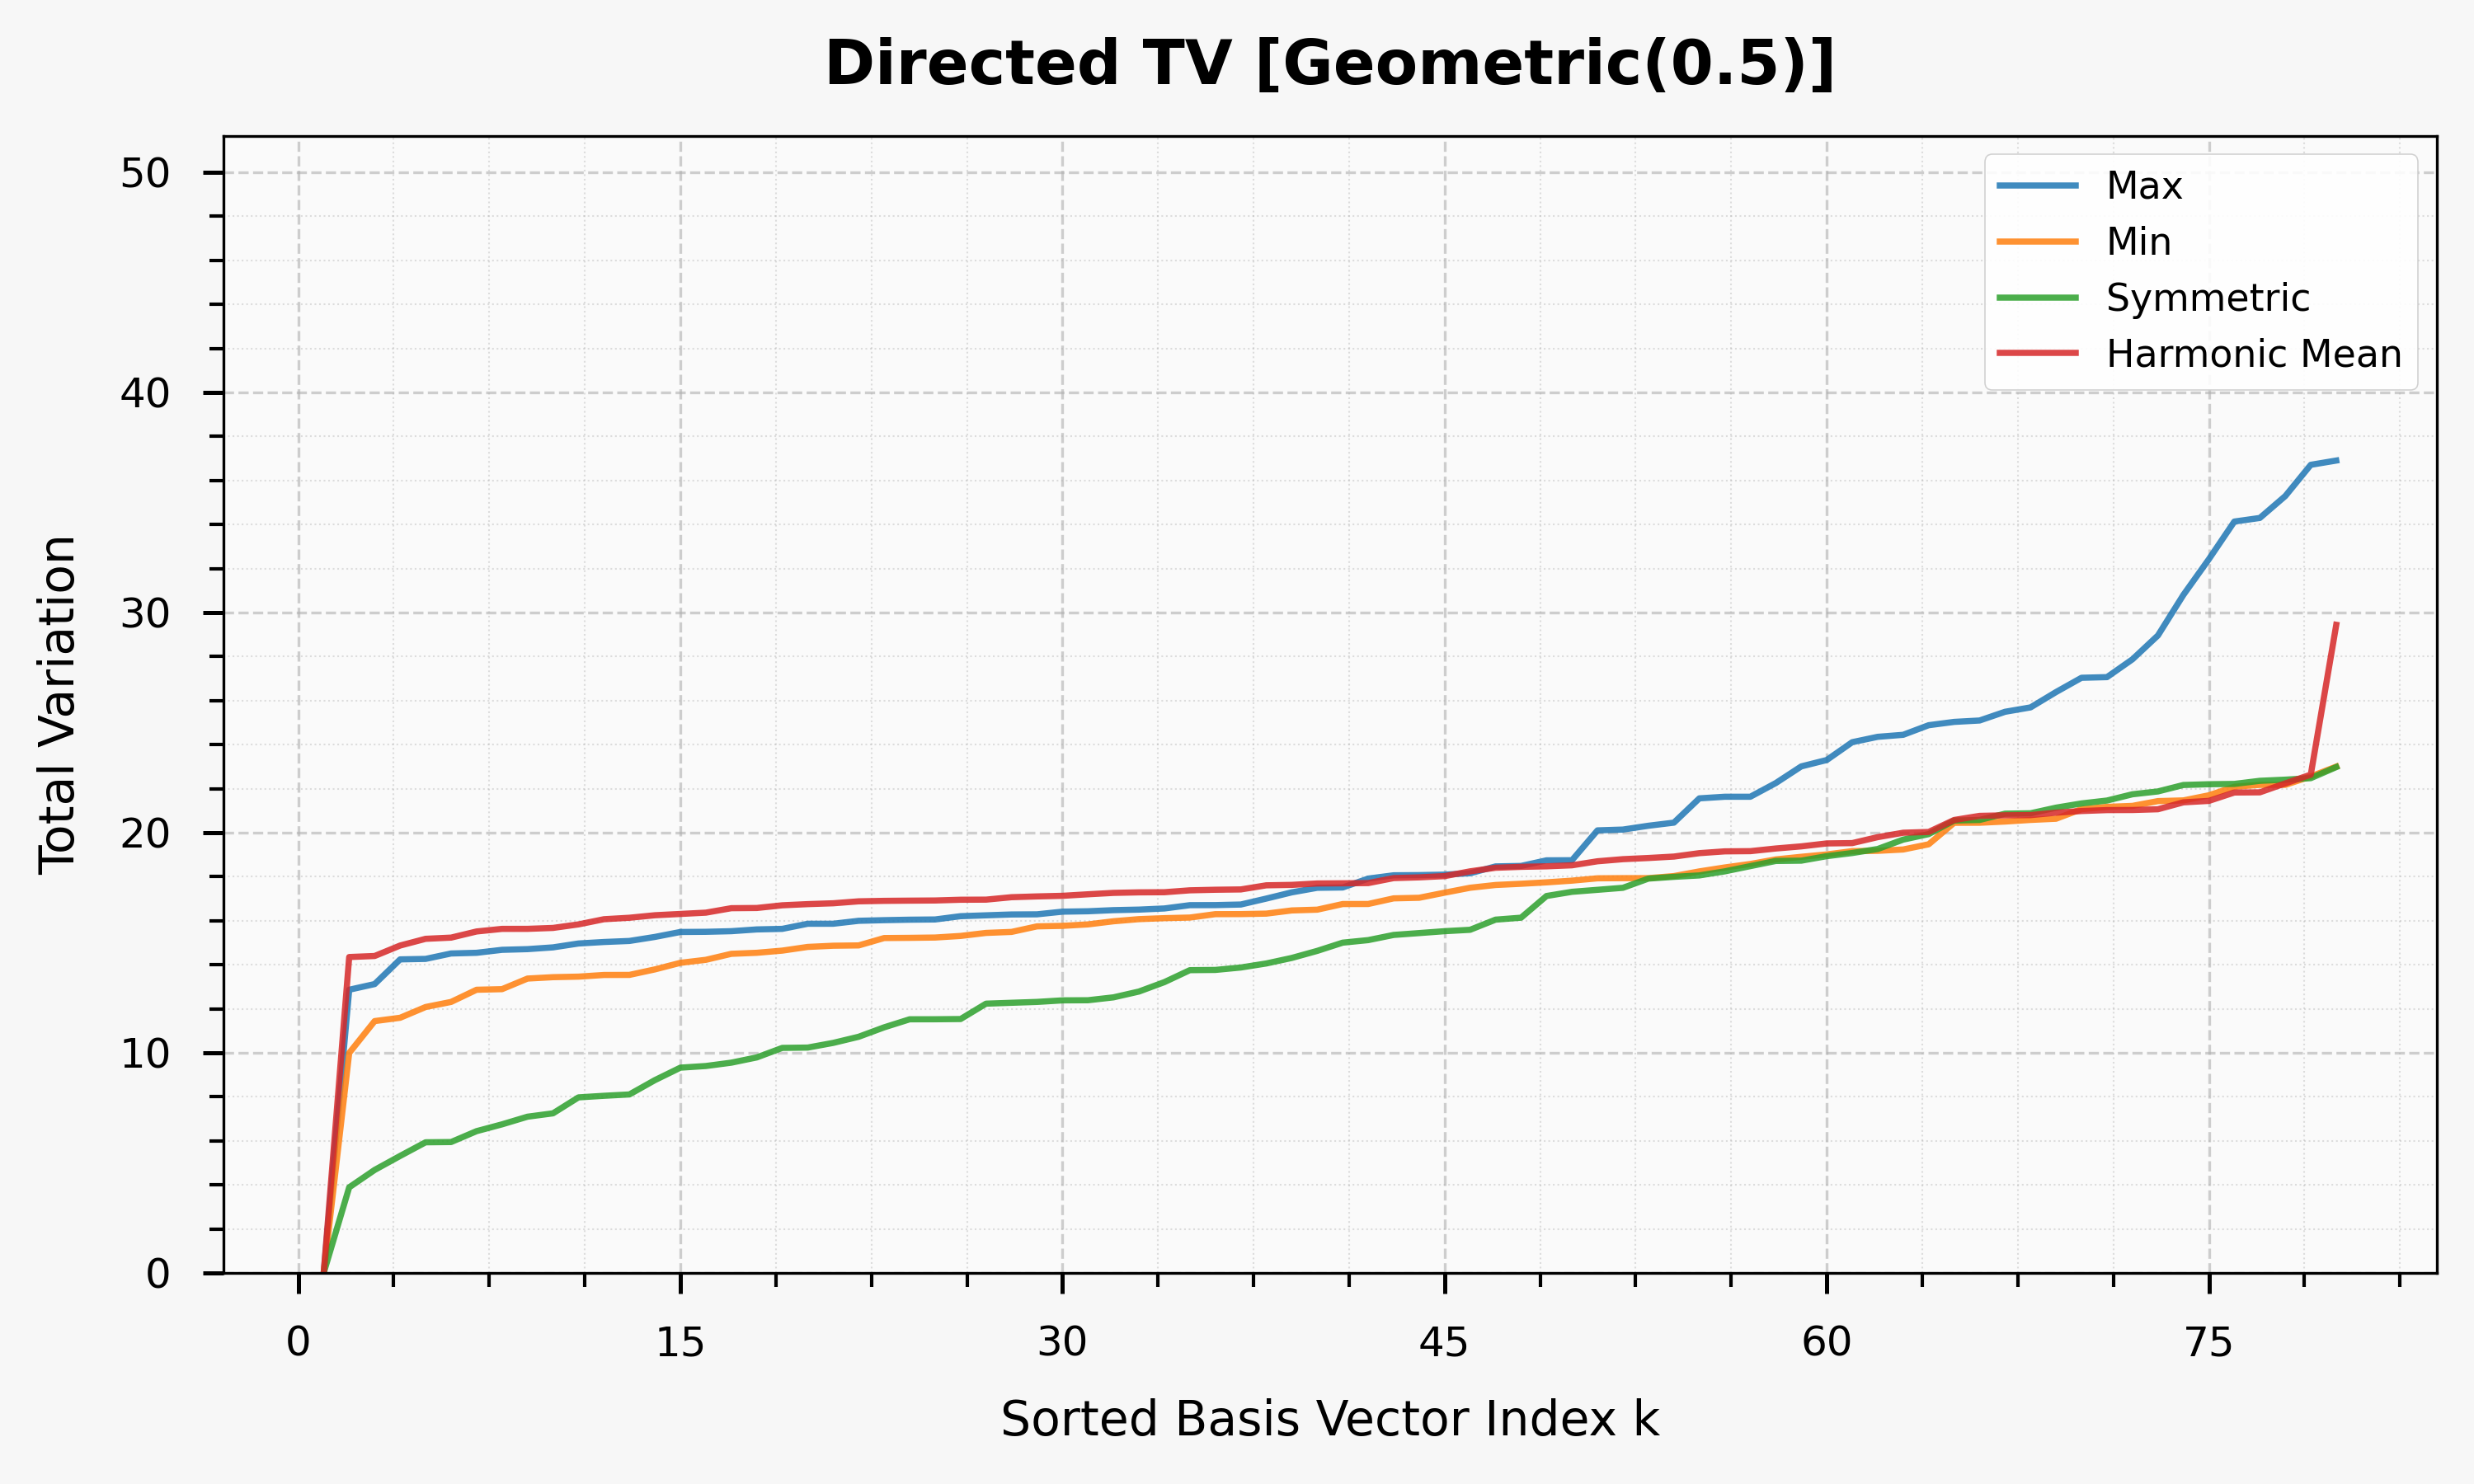 Directed TV [Geometric(0.5)]
50
40
30
20
10
0
Total Variation
Max
Min
Symmetric
Harmonic Mean
0 15 30 45 60 75
Sorted Basis Vector Index k